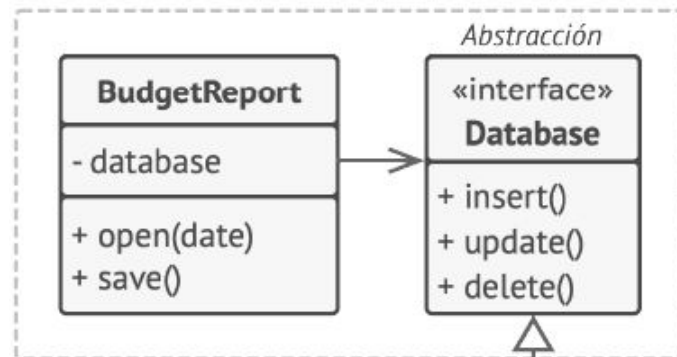 Abstracción
BudgetReport
- database
+ open(date)
+ save()
«interface»
Database
+ insert()
+ update()
+ delete()